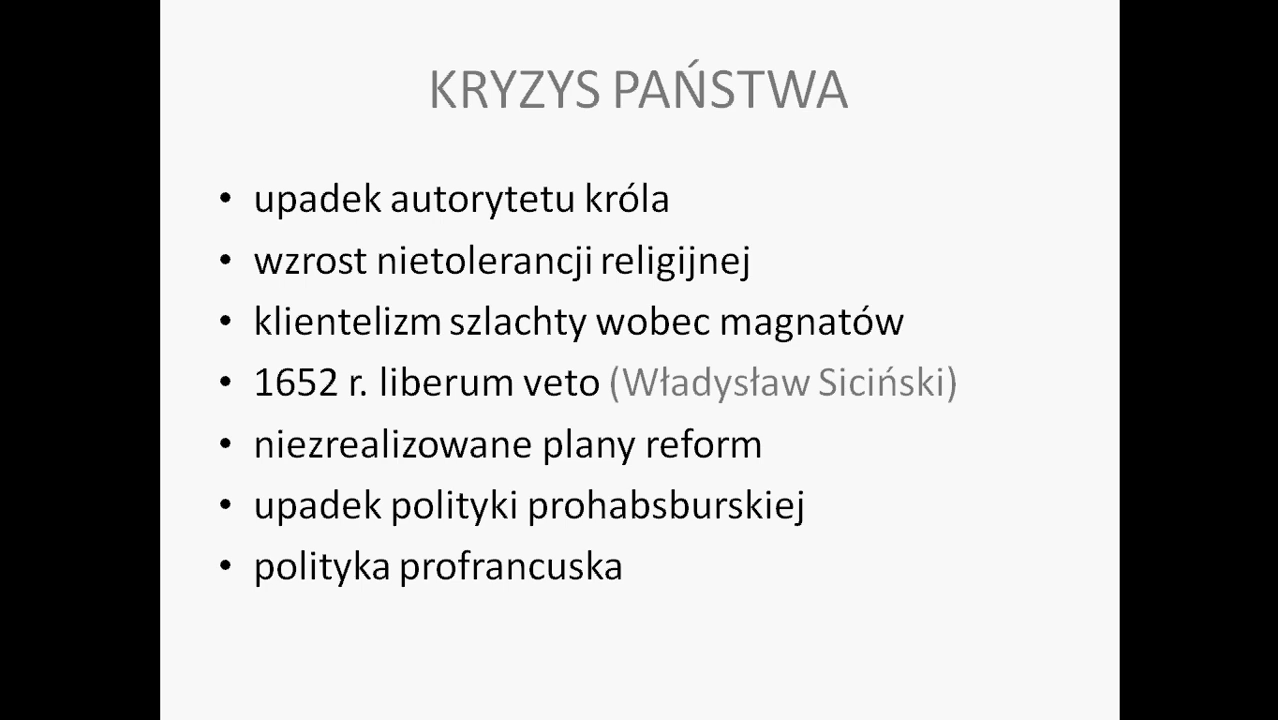 KRYZYS PAŃSTWA
• upadek autorytetu króla
• wzrost nietolerancji religijnej
• klientelizm szlachty wobec magnatów
• 1652 r. liberum veto (Władysław Siciński)
• niezrealizowane plany reform
• upadek polityki prohabsburskiej
• polityka profrancuska